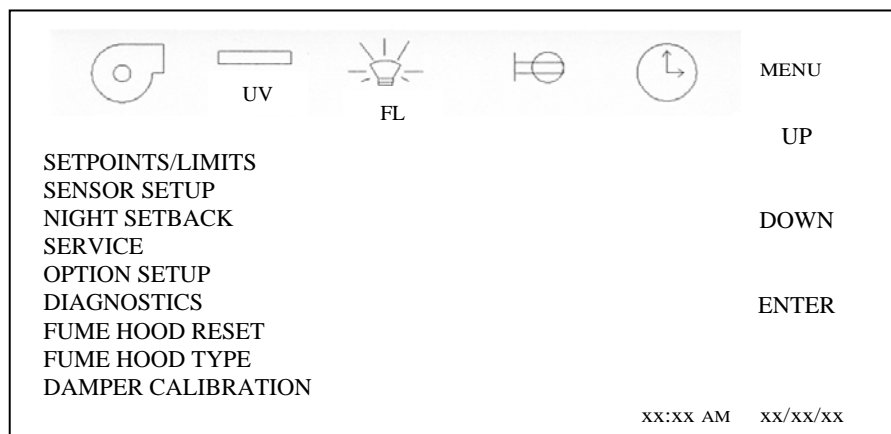 UV
FL
MENU
UP
DOWN
ENTER
SETPOINTS/LIMITS
SENSOR SETUP
NIGHT SETBACK
SERVICE
OPTION SETUP
DIAGNOSTICS
FUME HOOD RESET
FUME HOOD TYPE
DAMPER CALIBRATION
xx:xx AM xx/xx/xx